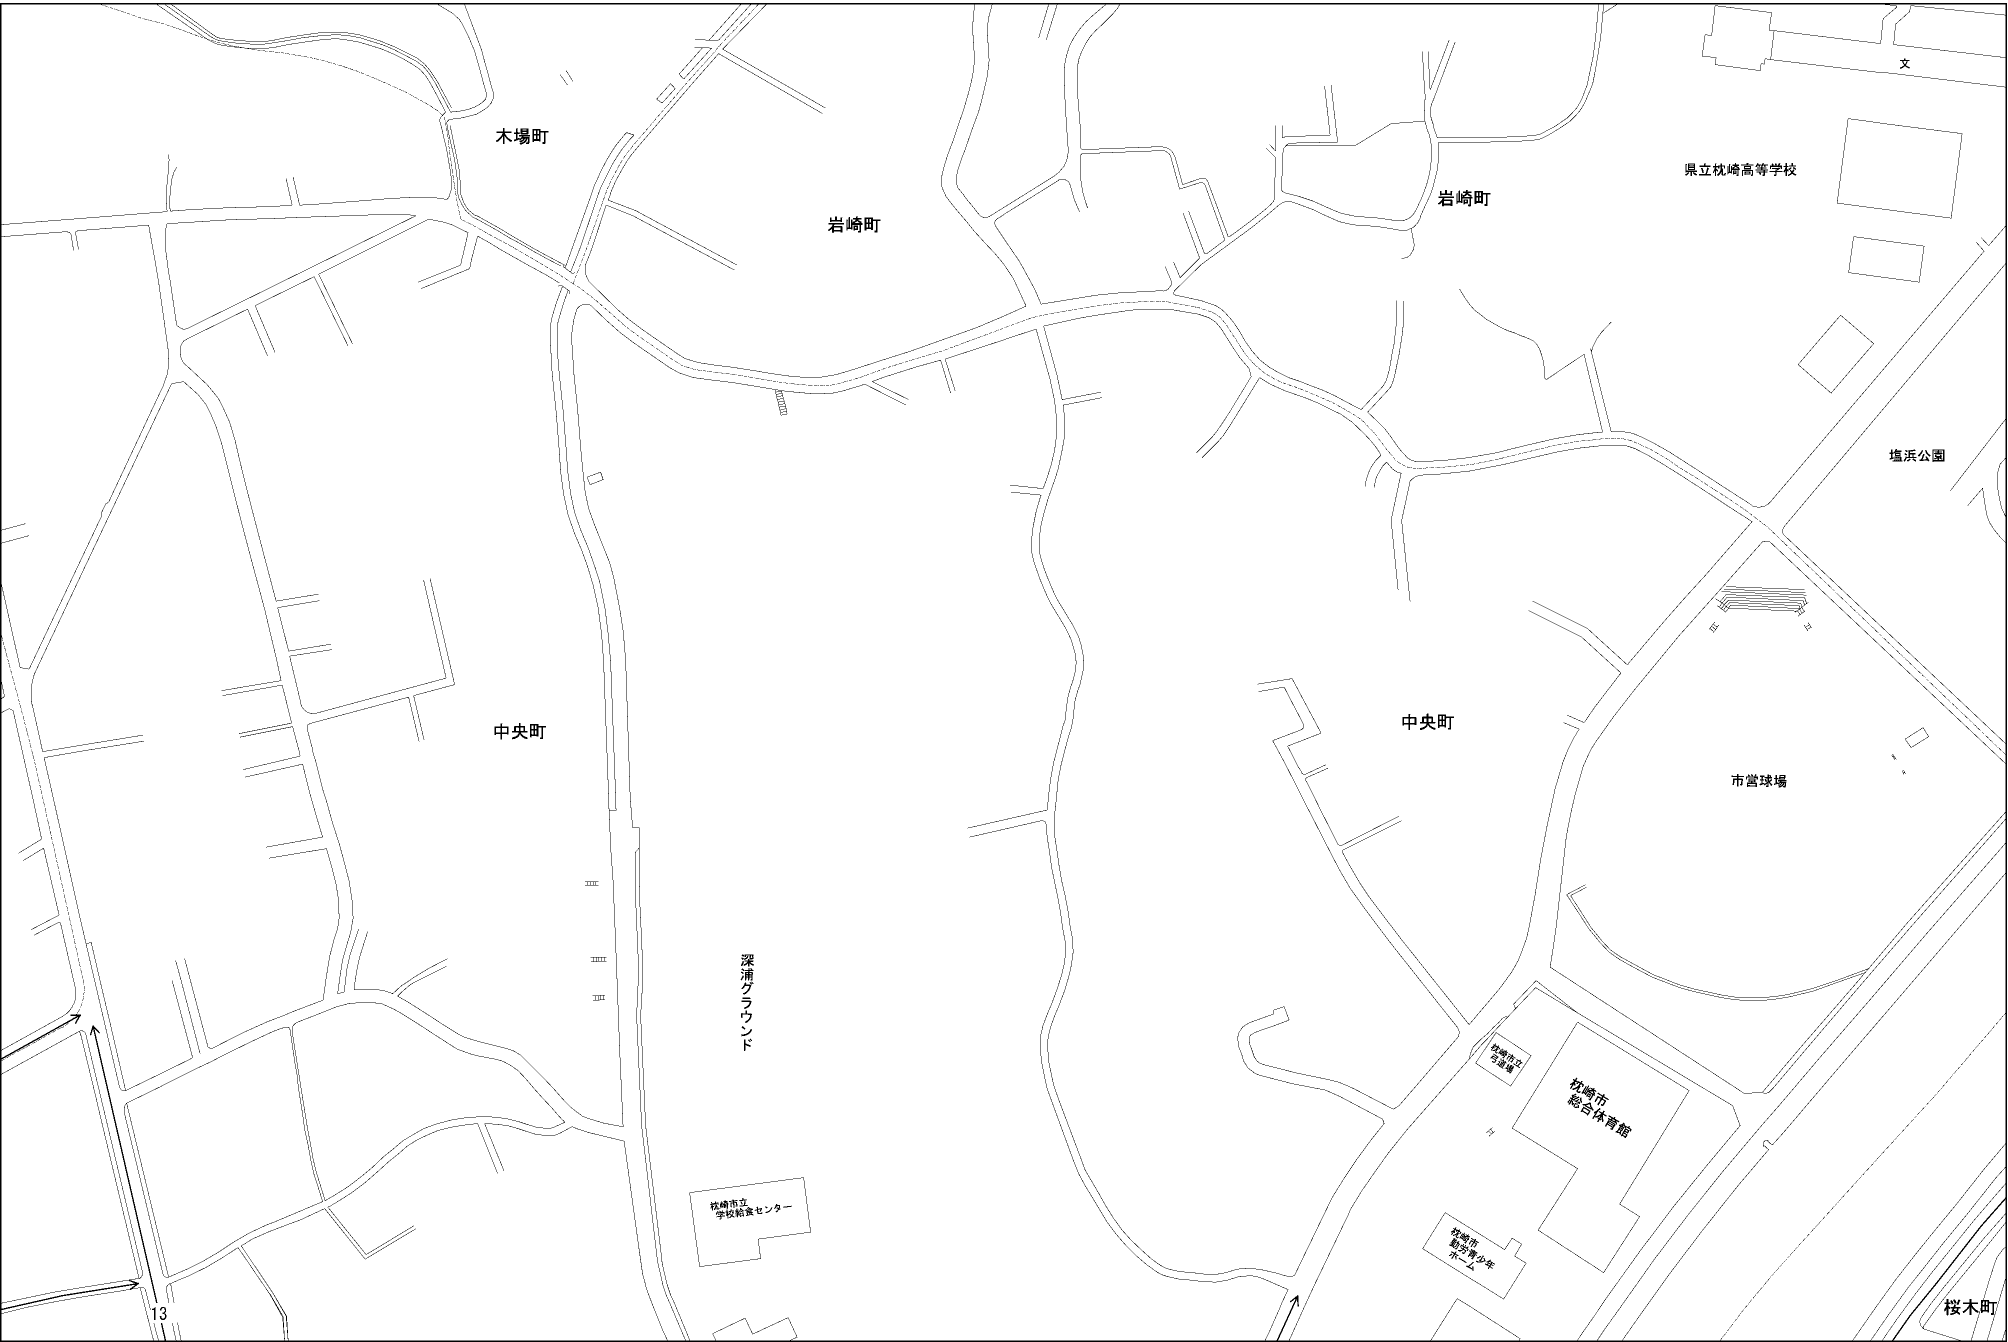 文
木場町
県立枕崎高等学校
岩崎町
岩崎町
塩浜公園
中央町
中央町
市営球場
深浦グラウンド
枕崎市立
弓道場
枕崎市
総合体育館
枕崎市立
学校給食センター
枕崎市
勤労青少年
ホーム
桜木町
13